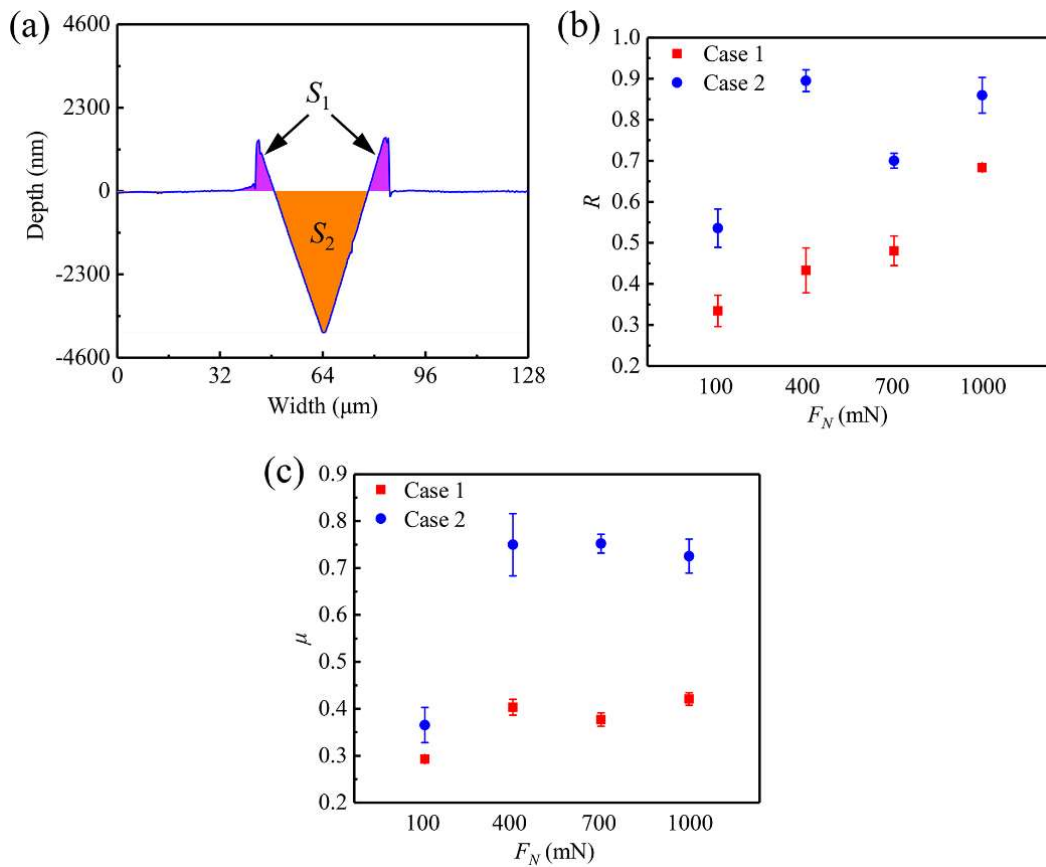 (a)
4600
2300
0
-2300
-4600
Depth (nm)
S1
S2
0 32 64 96 128
Width (μm)
(b)
1.0
0.9
0.8
0.7
0.6
0.5
0.4
0.3
0.2
R
Case 1
Case 2
100 400 700 1000
FN (mN)
(c)
0.9
0.8
0.7
0.6
0.5
0.4
0.3
0.2
μ
Case 1
Case 2
100 400 700 1000
FN (mN)